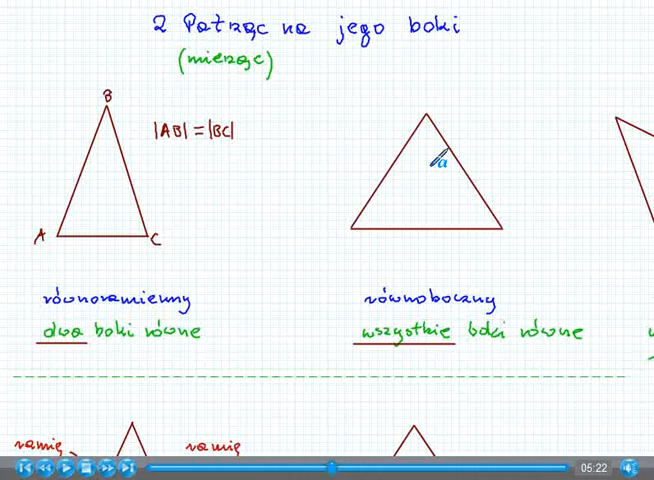 2 Patrząc na jego boki
(mierząc)
B
|AB| = |BC|
a
A
C
równoramienny
równoboczny
dwa boki równe
wszystkie boki równe
ramię
ramię
05:22